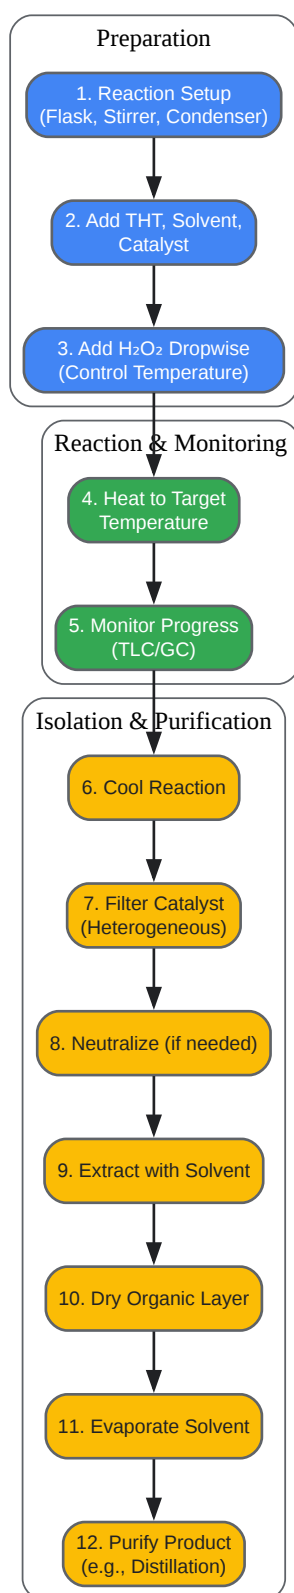 Preparation
1. Reaction Setup
(Flask, Stirrer, Condenser)
2. Add THT, Solvent,
Catalyst
3. Add H₂O₂ Dropwise
(Control Temperature)
Reaction & Monitoring
4. Heat to Target
Temperature
5. Monitor Progress
(TLC/GC)
Isolation & Purification
6. Cool Reaction
7. Filter Catalyst
(Heterogeneous)
8. Neutralize (if needed)
9. Extract with Solvent
10. Dry Organic Layer
11. Evaporate Solvent
12. Purify Product
(e.g., Distillation)